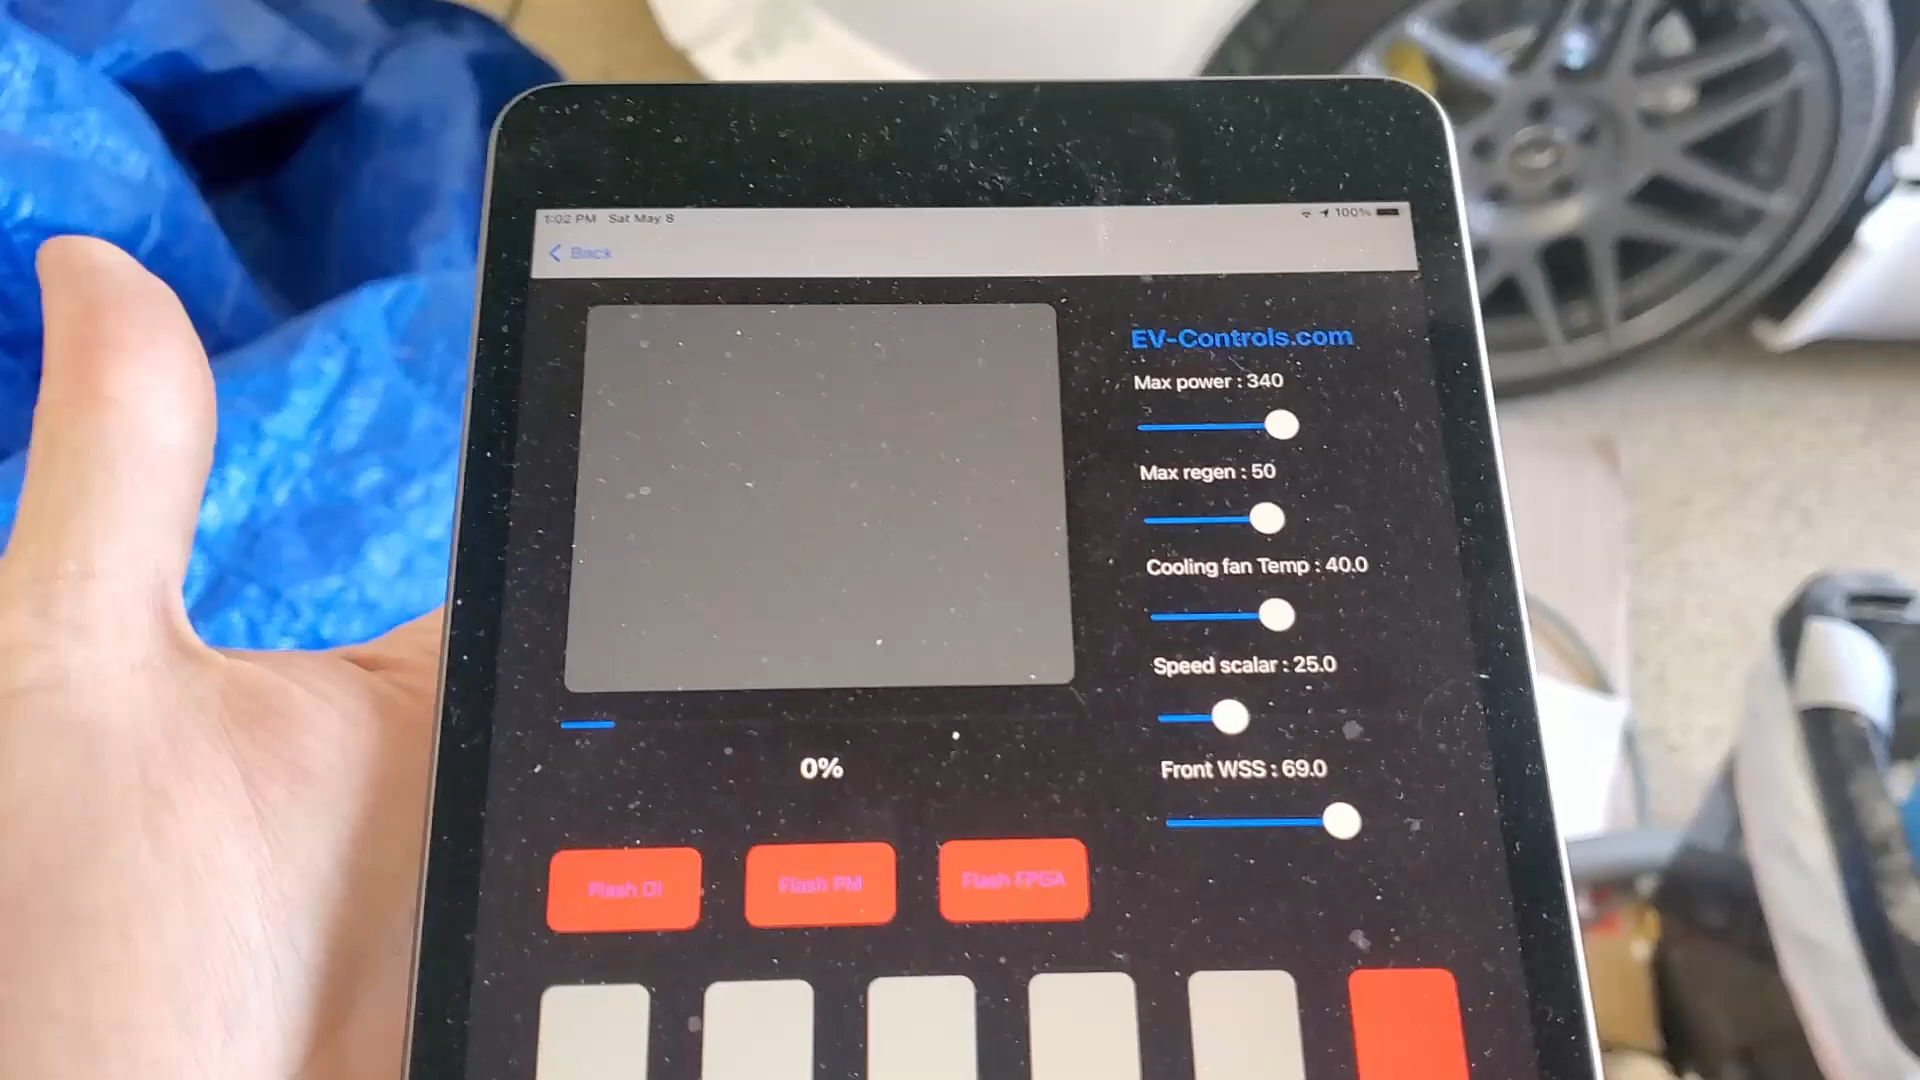 1:02 PM Sat May 8
100%
Back
EV-Controls.com
Max power : 340
Max regen : 50
Cooling fan Temp : 40.0
Speed scalar : 25.0
Front WSS : 69.0
0%
Flash DI
Flash PM
Flash FPGA